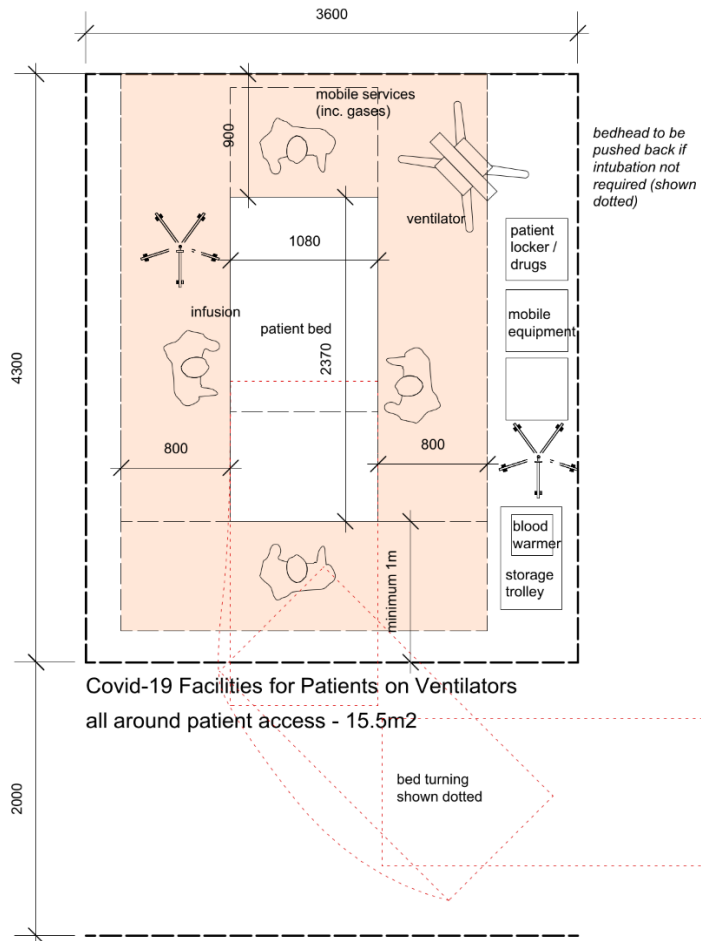 3600
mobile services
(inc. gases)
900
bedhead to be
pushed back if
intubation not
required (shown
dotted)
ventilator
patient
locker /
drugs
1080
infusion
patient bed
2370
mobile
equipment
4300
800
800
blood
warmer
storage
trolley
minimum 1m
Covid-19 Facilities for Patients on Ventilators
all around patient access - 15.5m2
bed turning
shown dotted
2000